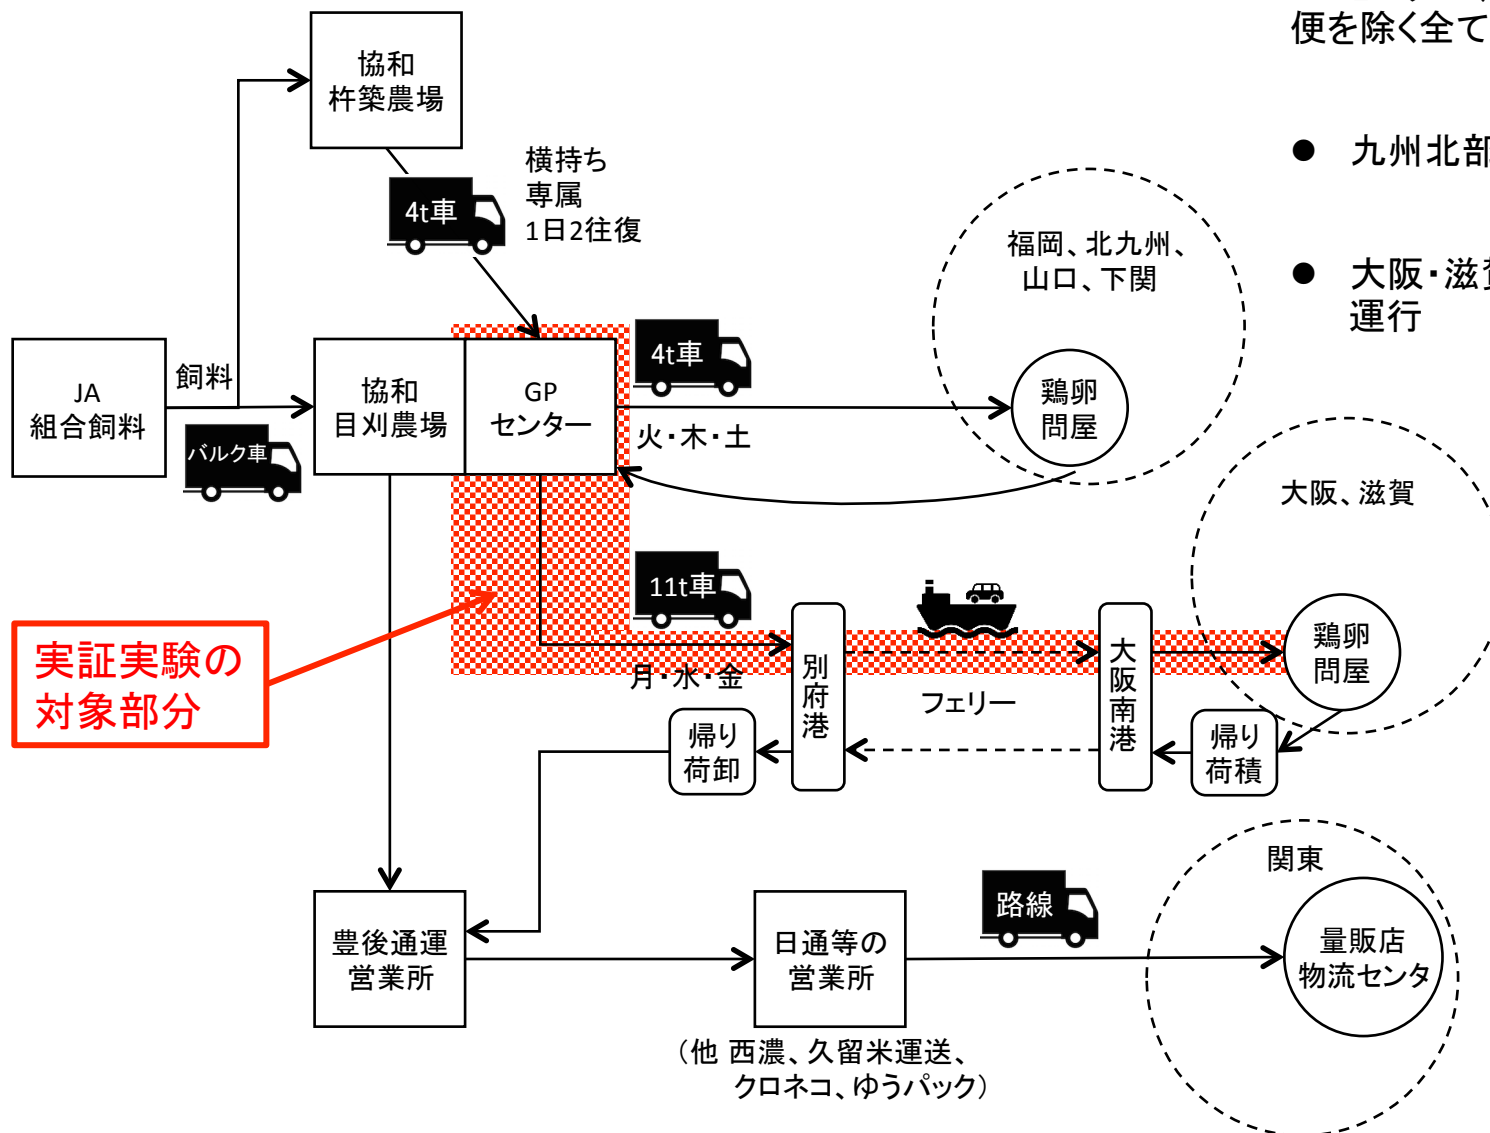 便を除く全て
● 九州北部
● 大阪・滋賀
運行
協和
杵築農場
4t車
横持ち
専属
1日2往復
福岡、北九州、
山口、下関
鶏卵
問屋
JA
組合飼料
飼料
バルク車
協和
目刈農場
GP
センター
4t車
火・木・土
11t車
月・水・金
実証実験の
対象部分
別府港
フェリー
大阪南港
大阪、滋賀
鶏卵
問屋
帰り
荷積
帰り
荷卸
豊後通運
営業所
日通等の
営業所
（他 西濃、久留米運送、
クロネコ、ゆうパック）
路線
関東
量販店
物流センタ